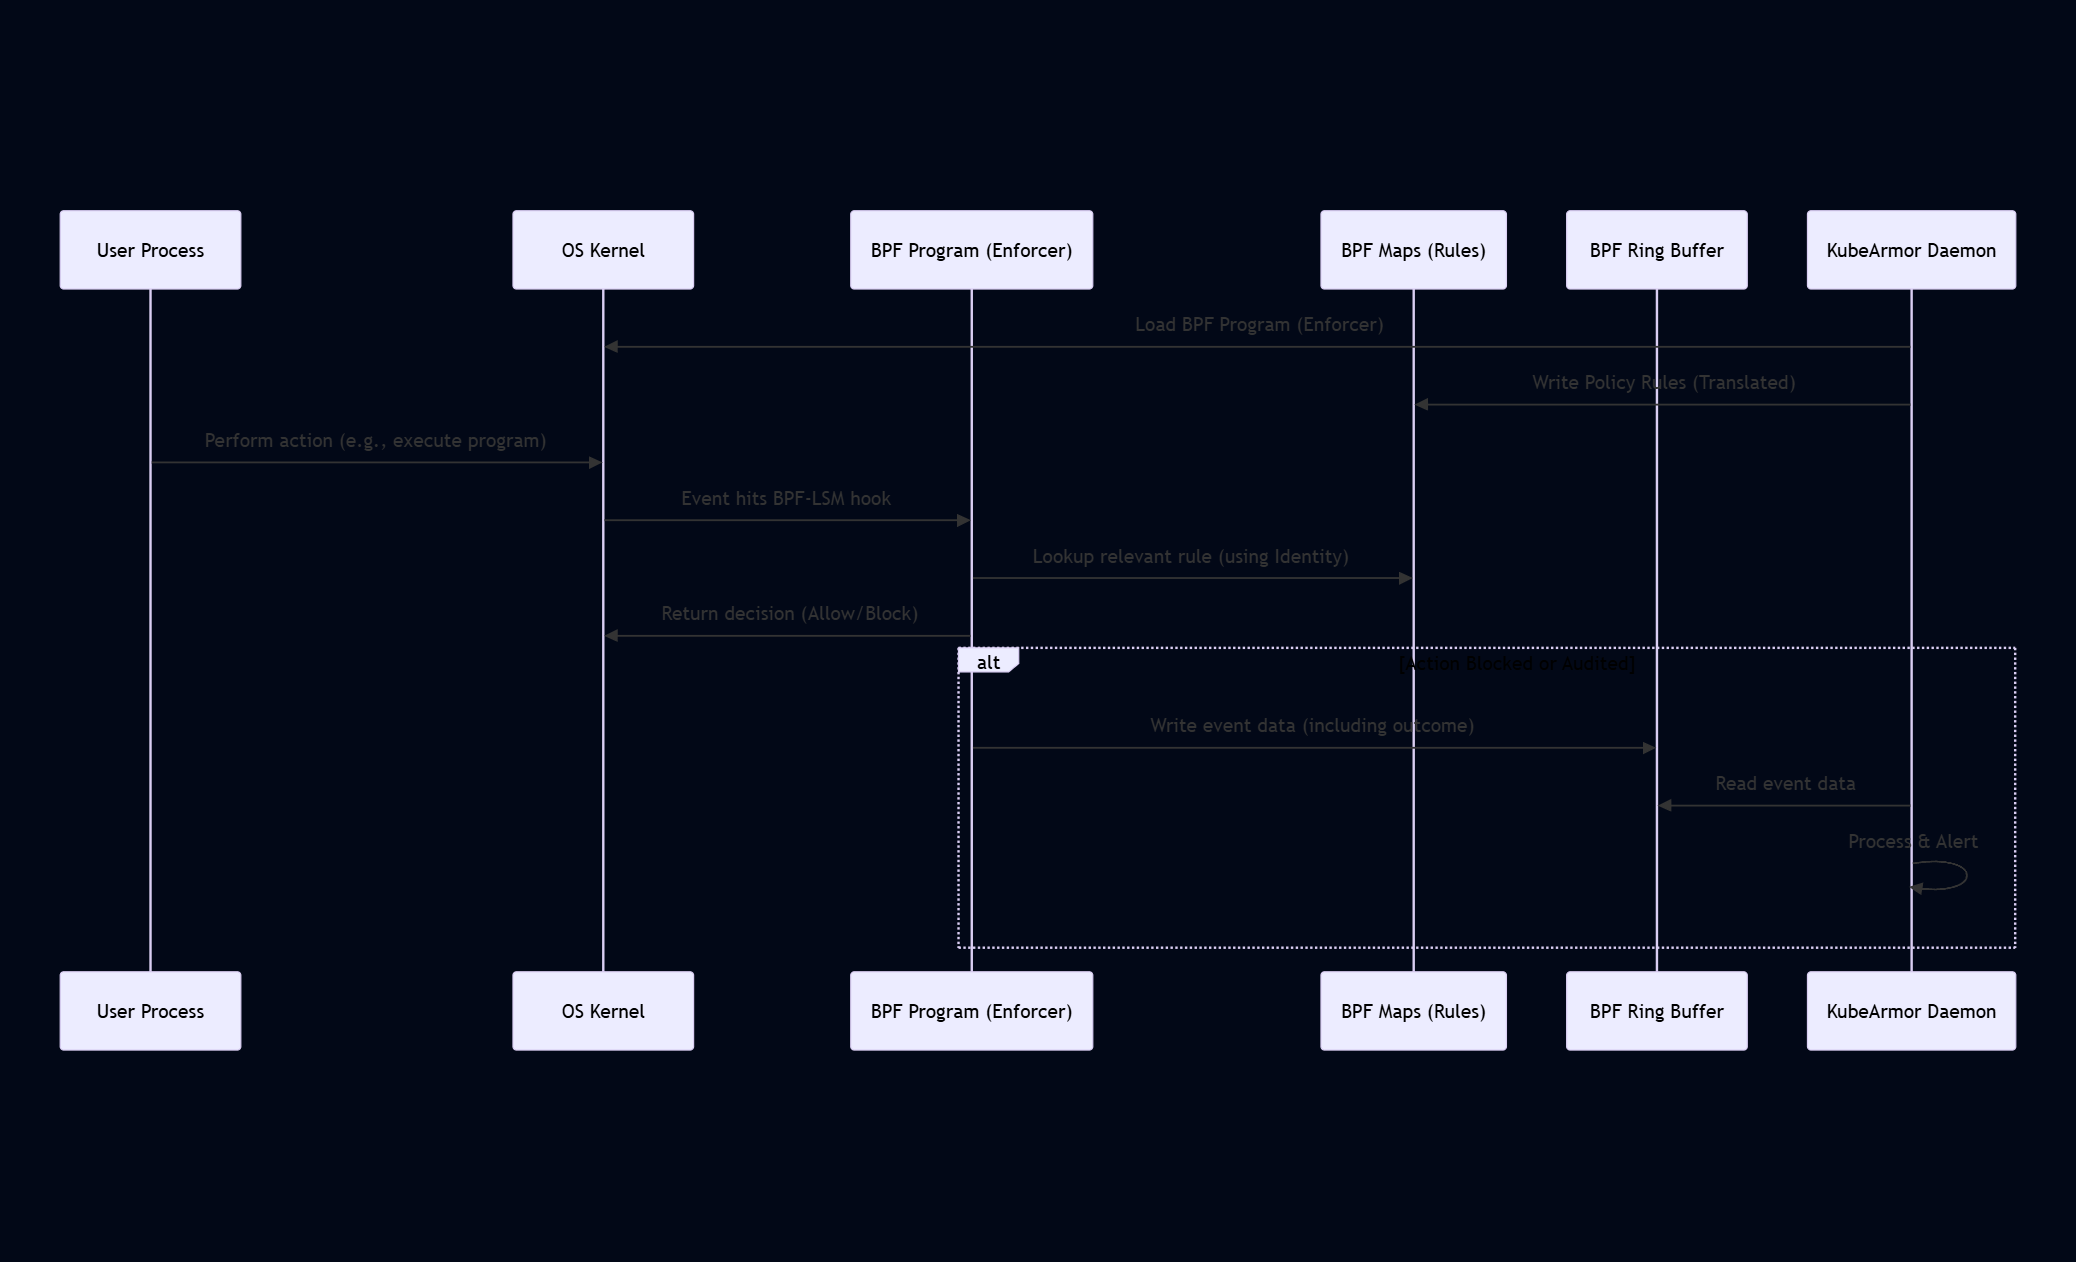 User Process
OS Kernel
BPF Program (Enforcer)
BPF Maps (Rules)
BPF Ring Buffer
KubeArmor Daemon
Load BPF Program (Enforcer)
Write Policy Rules (Translated)
Perform action (e.g., execute program)
Event hits BPF-LSM hook
Lookup relevant rule (using Identity)
Return decision (Allow/Block)
alt
[Action Blocked or Audited]
Write event data (including outcome)
Read event data
Process & Alert
User Process
OS Kernel
BPF Program (Enforcer)
BPF Maps (Rules)
BPF Ring Buffer
KubeArmor Daemon